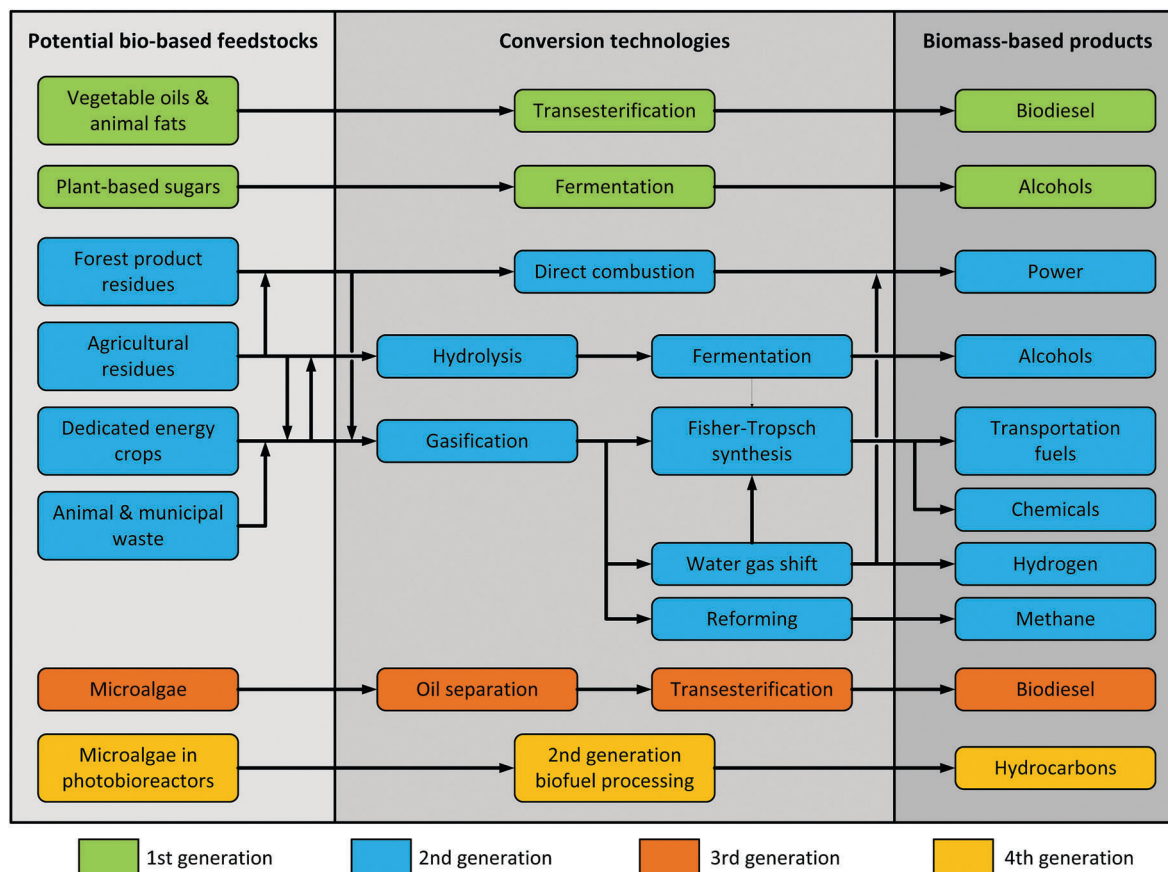 Potential bio-based feedstocks
Conversion technologies
Biomass-based products
Vegetable oils &
animal fats
Transesterification
Biodiesel
Plant-based sugars
Fermentation
Alcohols
Forest product
residues
Direct combustion
Power
Agricultural
residues
Hydrolysis
Fermentation
Alcohols
Dedicated energy
crops
Gasification
Fisher-Tropsch
synthesis
Transportation
fuels
Animal & municipal
waste
Chemicals
Water gas shift
Hydrogen
Reforming
Methane
Microalgae
Oil separation
Transesterification
Biodiesel
Microalgae in
photobioreactors
2nd generation
biofuel processing
Hydrocarbons
1st generation
2nd generation
3rd generation
4th generation